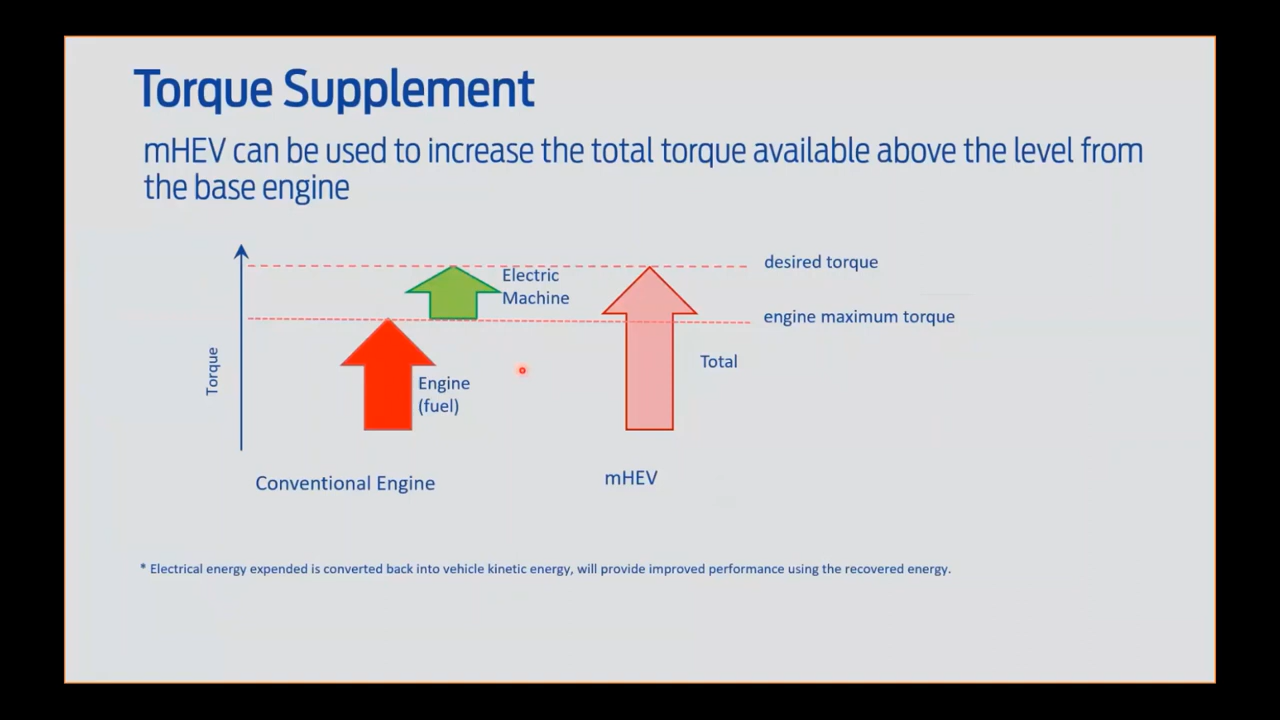 Torque Supplement
mHEV can be used to increase the total torque available above the level from
the base engine
desired torque
Electric
Machine
engine maximum torque
Torque
Total
Engine
(fuel)
Conventional Engine
mHEV
* Electrical energy expended is converted back into vehicle kinetic energy, will provide improved performance using the recovered energy.